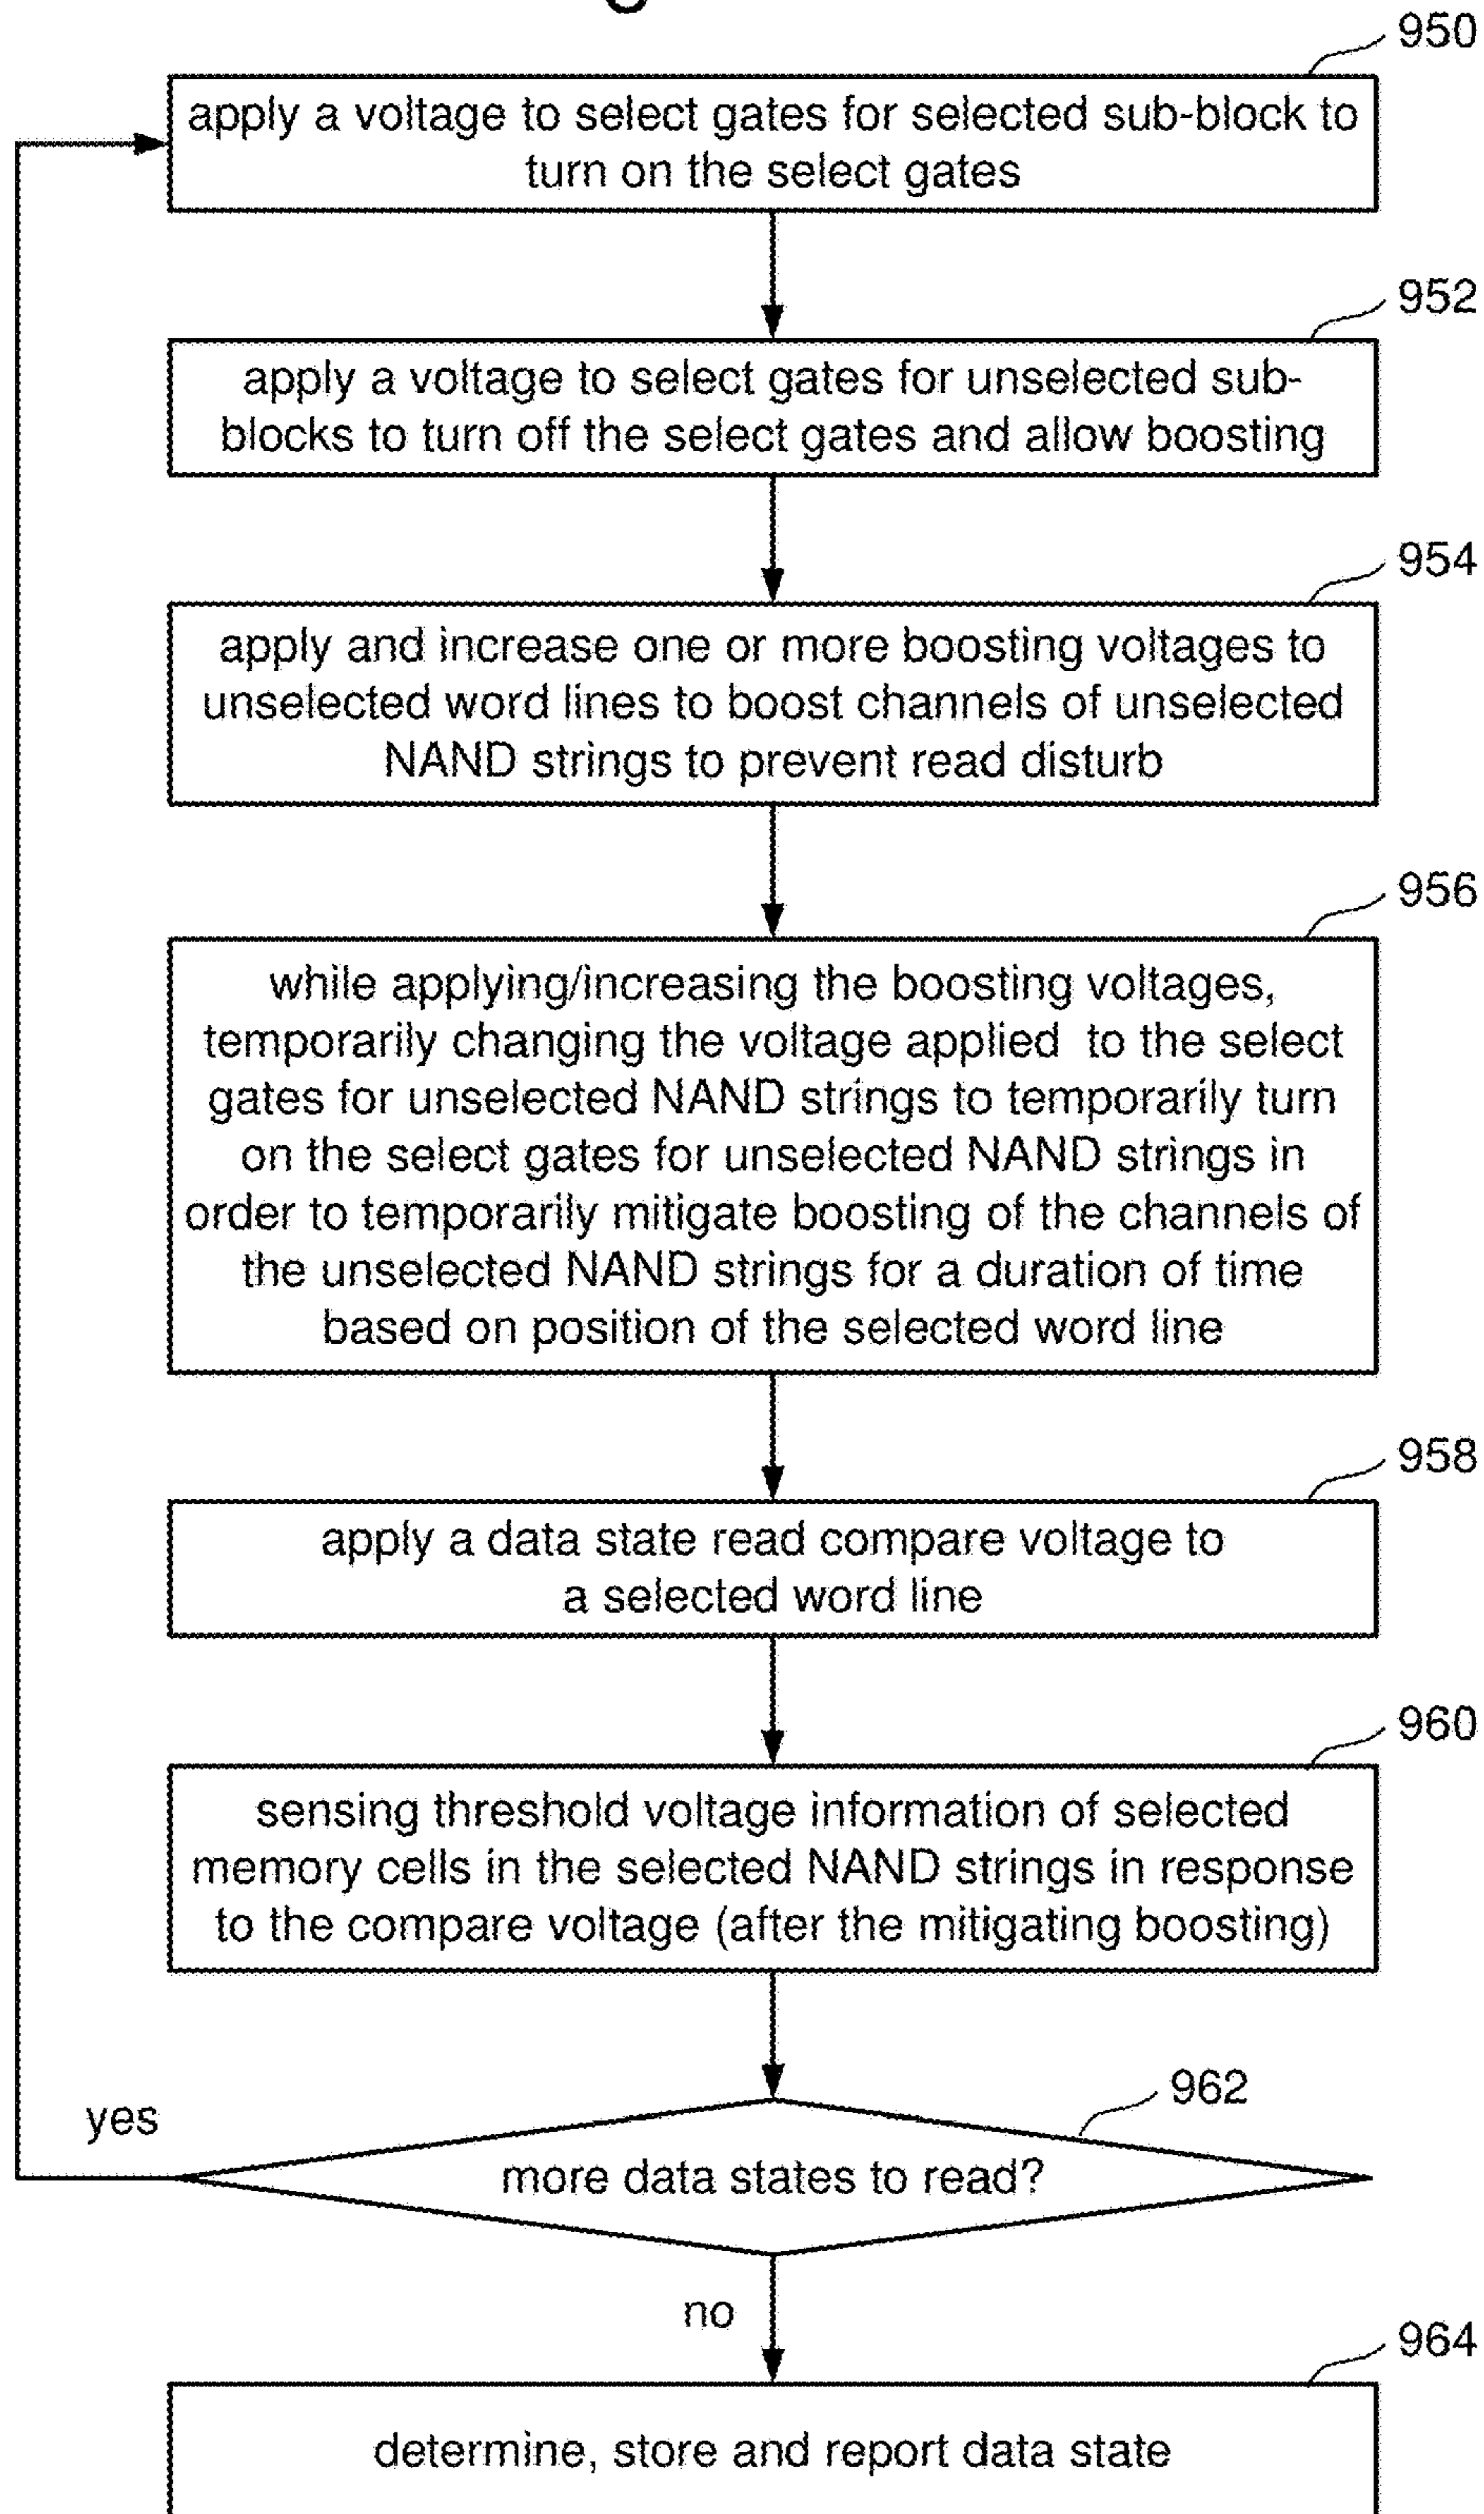 950
apply a voltage to select gates for selected sub-block to
turn on the select gates
952
apply a voltage to select gates for unselected sub-
blocks to turn off the select gates and allow boosting
954
apply and increase one or more boosting voltages to
unselected word lines to boost channels of unselected
NAND strings to prevent read disturb
956
while applying/increasing the boosting voltages,
temporarily changing the voltage applied to the select
gates for unselected NAND strings to temporarily turn
on the select gates for unselected NAND strings in
order to temporarily mitigate boosting of the channels of
the unselected NAND strings for a duration of time
based on position of the selected word line
958
apply a data state read compare voltage to
a selected word line
960
sensing threshold voltage information of selected
memory cells in the selected NAND strings in response
to the compare voltage (after the mitigating boosting)
962
yes
more data states to read?
no
964
determine, store and report data state